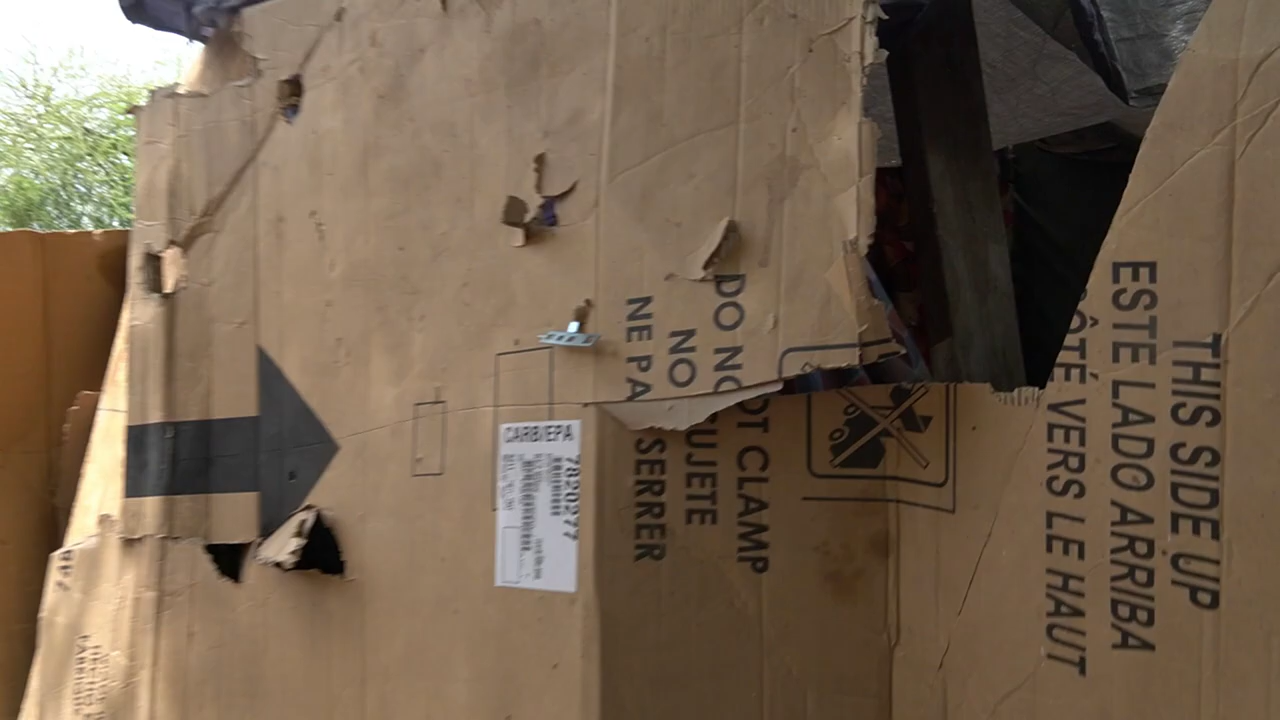 THIS SIDE UP
ESTE LADO ARRIBA
CÔTÉ VERS LE HAUT
DO NOT CLAMP
NO SUJETE
NE PAS SERRER
CARB/EPA
7820277